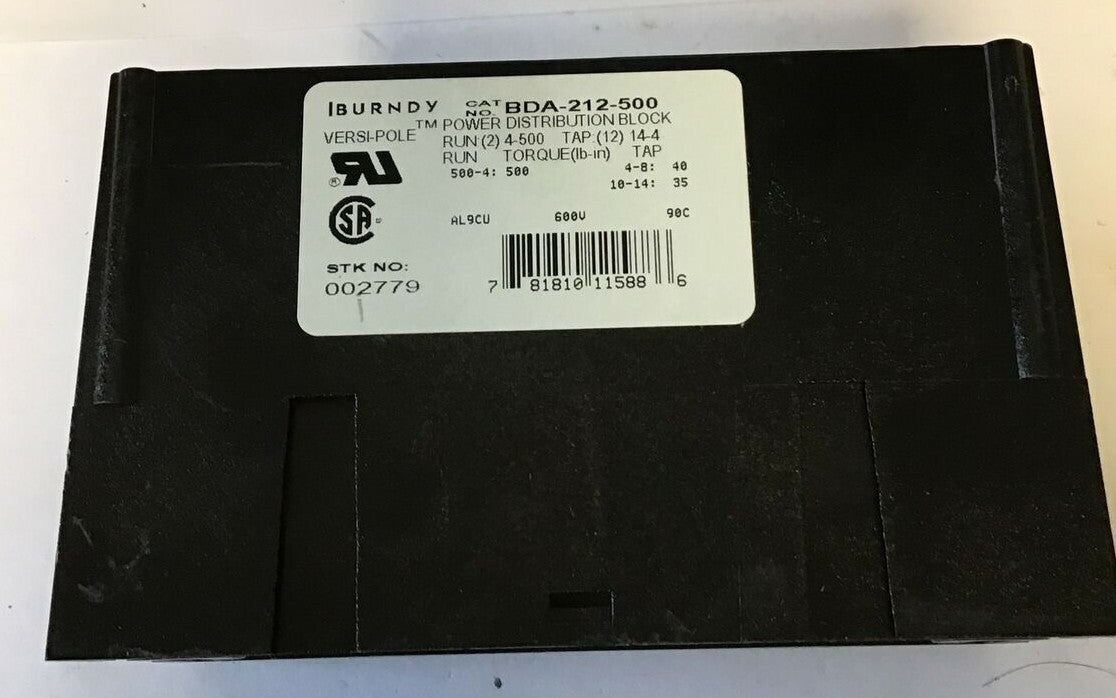 BURNDY CAT NO. BDA-212-500
VERSI-POLE™ POWER DISTRIBUTION BLOCK
RUN:(2) 4-500 TAP:(12) 14-4
RUN TORQUE(lb-in) TAP
500-4: 500 4-8: 40
10-14: 35
AL9CU 600V 90C
STK NO:
002779
7 81810 11588 6